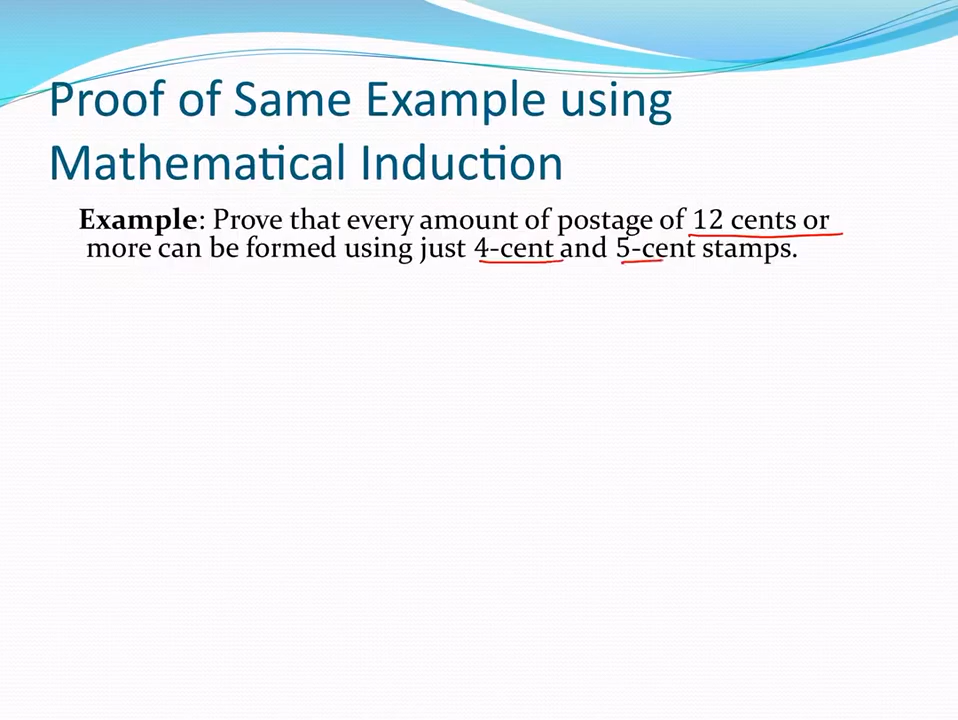 Proof of Same Example using
Mathematical Induction
Example: Prove that every amount of postage of 12 cents or
more can be formed using just 4-cent and 5-cent stamps.